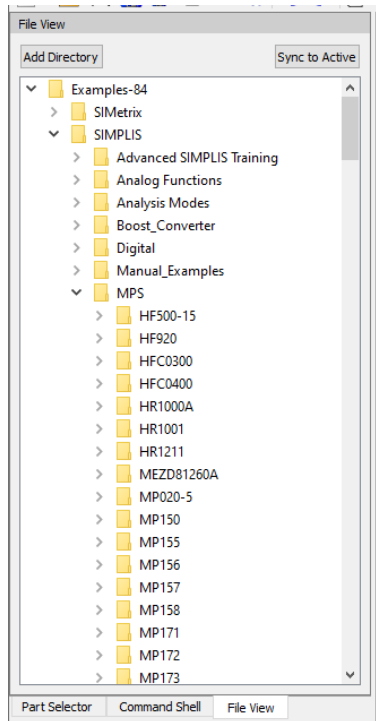 File View
Add Directory Sync to Active
Examples-84
SIMetrix
SIMPLIS
Advanced SIMPLIS Training
Analog Functions
Analysis Modes
Boost_Converter
Digital
Manual_Examples
MPS
HF500-15
HF920
HFC0300
HFC0400
HR1000A
HR1001
HR1211
MEZD81260A
MP020-5
MP150
MP155
MP156
MP157
MP158
MP171
MP172
MP173
Part Selector Command Shell File View